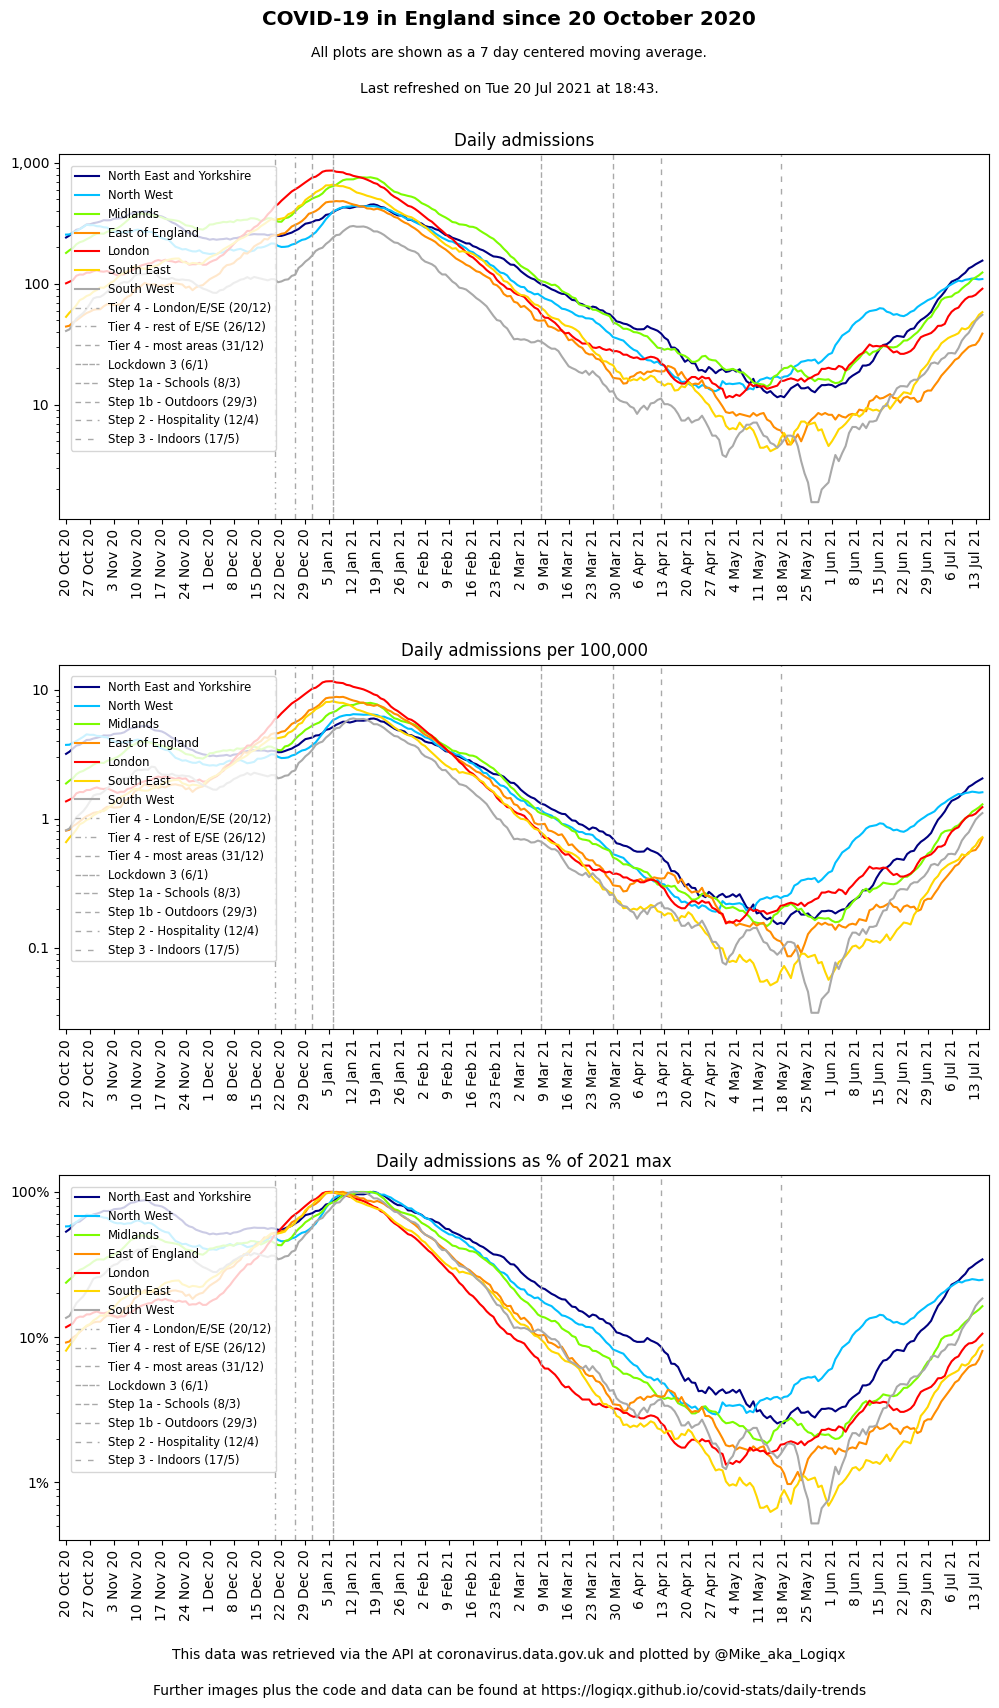 COVID-19 in England since 20 October 2020
All plots are shown as a 7 day centered moving average.
Last refreshed on Tue 20 Jul 2021 at 18:43.
Daily admissions
1,000
100
10
North East and Yorkshire
North West
Midlands
East of England
London
South East
South West
Tier 4 - London/E/SE (20/12)
Tier 4 - rest of E/SE (26/12)
Tier 4 - most areas (31/12)
Lockdown 3 (6/1)
Step 1a - Schools (8/3)
Step 1b - Outdoors (29/3)
Step 2 - Hospitality (12/4)
Step 3 - Indoors (17/5)
20 Oct 20
27 Oct 20
3 Nov 20
10 Nov 20
17 Nov 20
24 Nov 20
1 Dec 20
8 Dec 20
15 Dec 20
22 Dec 20
29 Dec 20
5 Jan 21
12 Jan 21
19 Jan 21
26 Jan 21
2 Feb 21
9 Feb 21
16 Feb 21
23 Feb 21
2 Mar 21
9 Mar 21
16 Mar 21
23 Mar 21
30 Mar 21
6 Apr 21
13 Apr 21
20 Apr 21
27 Apr 21
4 May 21
11 May 21
18 May 21
25 May 21
1 Jun 21
8 Jun 21
15 Jun 21
22 Jun 21
29 Jun 21
6 Jul 21
13 Jul 21
Daily admissions per 100,000
10
1
0.1
North East and Yorkshire
North West
Midlands
East of England
London
South East
South West
Tier 4 - London/E/SE (20/12)
Tier 4 - rest of E/SE (26/12)
Tier 4 - most areas (31/12)
Lockdown 3 (6/1)
Step 1a - Schools (8/3)
Step 1b - Outdoors (29/3)
Step 2 - Hospitality (12/4)
Step 3 - Indoors (17/5)
20 Oct 20
27 Oct 20
3 Nov 20
10 Nov 20
17 Nov 20
24 Nov 20
1 Dec 20
8 Dec 20
15 Dec 20
22 Dec 20
29 Dec 20
5 Jan 21
12 Jan 21
19 Jan 21
26 Jan 21
2 Feb 21
9 Feb 21
16 Feb 21
23 Feb 21
2 Mar 21
9 Mar 21
16 Mar 21
23 Mar 21
30 Mar 21
6 Apr 21
13 Apr 21
20 Apr 21
27 Apr 21
4 May 21
11 May 21
18 May 21
25 May 21
1 Jun 21
8 Jun 21
15 Jun 21
22 Jun 21
29 Jun 21
6 Jul 21
13 Jul 21
Daily admissions as % of 2021 max
100%
10%
1%
North East and Yorkshire
North West
Midlands
East of England
London
South East
South West
Tier 4 - London/E/SE (20/12)
Tier 4 - rest of E/SE (26/12)
Tier 4 - most areas (31/12)
Lockdown 3 (6/1)
Step 1a - Schools (8/3)
Step 1b - Outdoors (29/3)
Step 2 - Hospitality (12/4)
Step 3 - Indoors (17/5)
20 Oct 20
27 Oct 20
3 Nov 20
10 Nov 20
17 Nov 20
24 Nov 20
1 Dec 20
8 Dec 20
15 Dec 20
22 Dec 20
29 Dec 20
5 Jan 21
12 Jan 21
19 Jan 21
26 Jan 21
2 Feb 21
9 Feb 21
16 Feb 21
23 Feb 21
2 Mar 21
9 Mar 21
16 Mar 21
23 Mar 21
30 Mar 21
6 Apr 21
13 Apr 21
20 Apr 21
27 Apr 21
4 May 21
11 May 21
18 May 21
25 May 21
1 Jun 21
8 Jun 21
15 Jun 21
22 Jun 21
29 Jun 21
6 Jul 21
13 Jul 21
This data was retrieved via the API at coronavirus.data.gov.uk and plotted by @Mike_aka_Logiqx
Further images plus the code and data can be found at https://logiqx.github.io/covid-stats/daily-trends